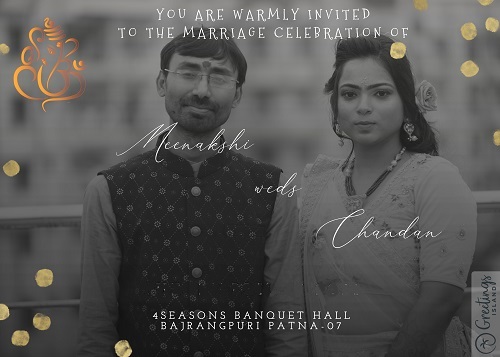 YOU ARE WARMLY INVITED
TO THE MARRIAGE CELEBRATION OF
Meenakshi
weds
Chandan
4SEASONS BANQUET HALL
BAJRANGPURI PATNA-07
Greetings
ISLAND